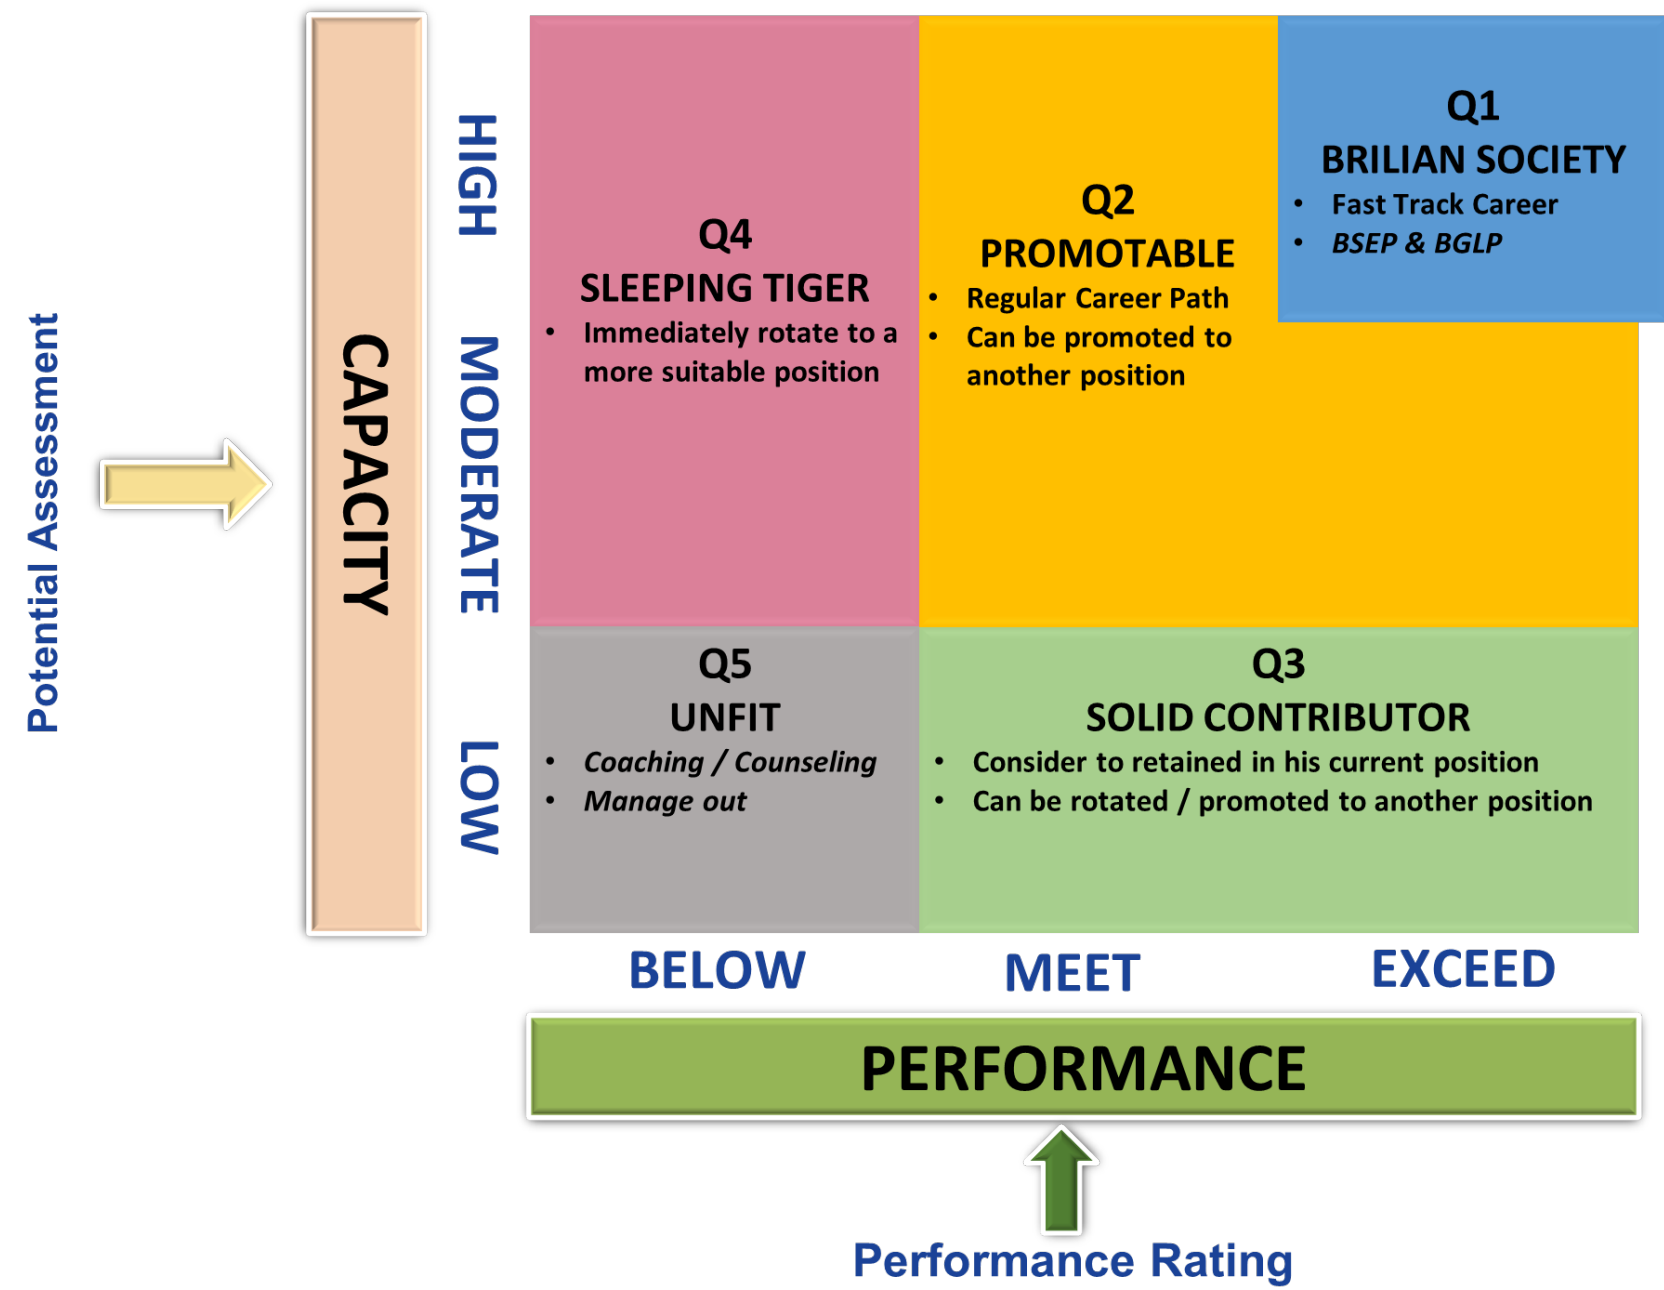 Potential Assessment
CAPACITY
HIGH
MODERATE
LOW
Q4
SLEEPING TIGER
• Immediately rotate to a
more suitable position
Q2
PROMOTABLE
• Regular Career Path
• Can be promoted to
another position
Q1
BRILIAN SOCIETY
• Fast Track Career
• BSEP & BGLP
Q5
UNFIT
• Coaching / Counseling
• Manage out
Q3
SOLID CONTRIBUTOR
• Consider to retained in his current position
• Can be rotated / promoted to another position
BELOW
MEET
EXCEED
PERFORMANCE
Performance Rating